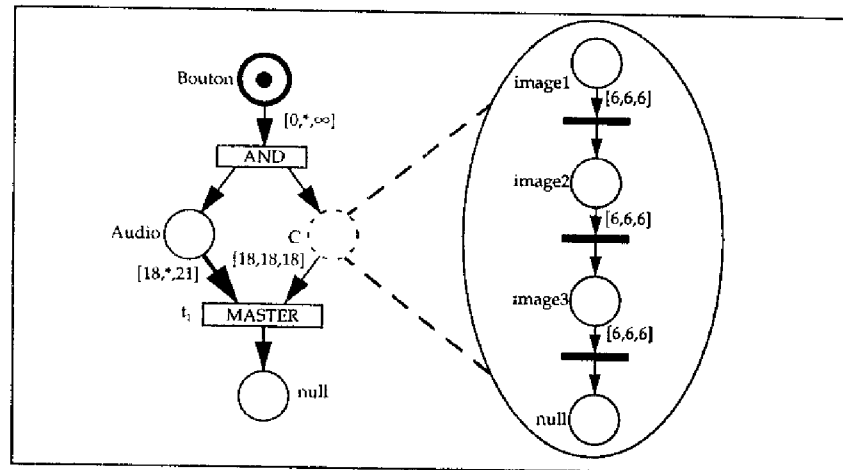 Bouton
[0,*,∞]
AND
Audio
C
[18,*,21]
[18,18,18]
t₁
MASTER
null
image1
[6,6,6]
image2
[6,6,6]
image3
[6,6,6]
null